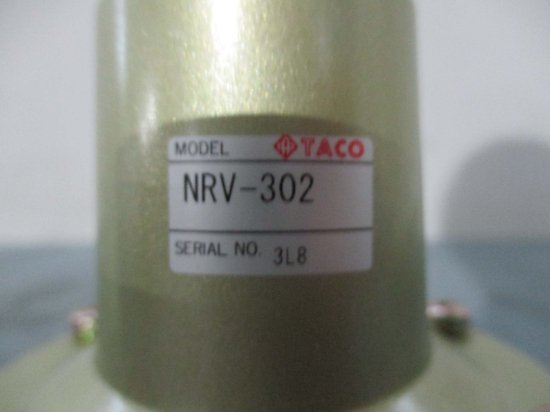 MODEL TACO
NRV-302
SERIAL NO. 3L8